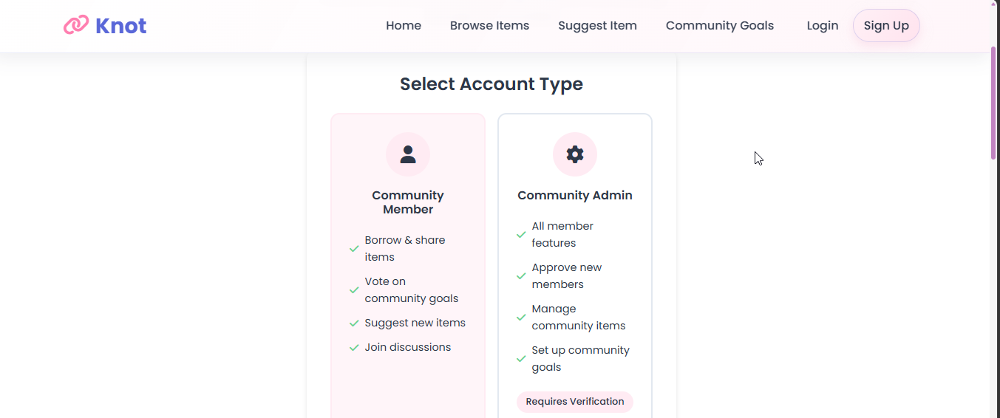 Knot
Home
Browse Items
Suggest Item
Community Goals
Login
Sign Up
Select Account Type
Community
Member
Borrow & share
items
Vote on
community goals
Suggest new items
Join discussions
Community Admin
All member
features
Approve new
members
Manage
community items
Set up community
goals
Requires Verification